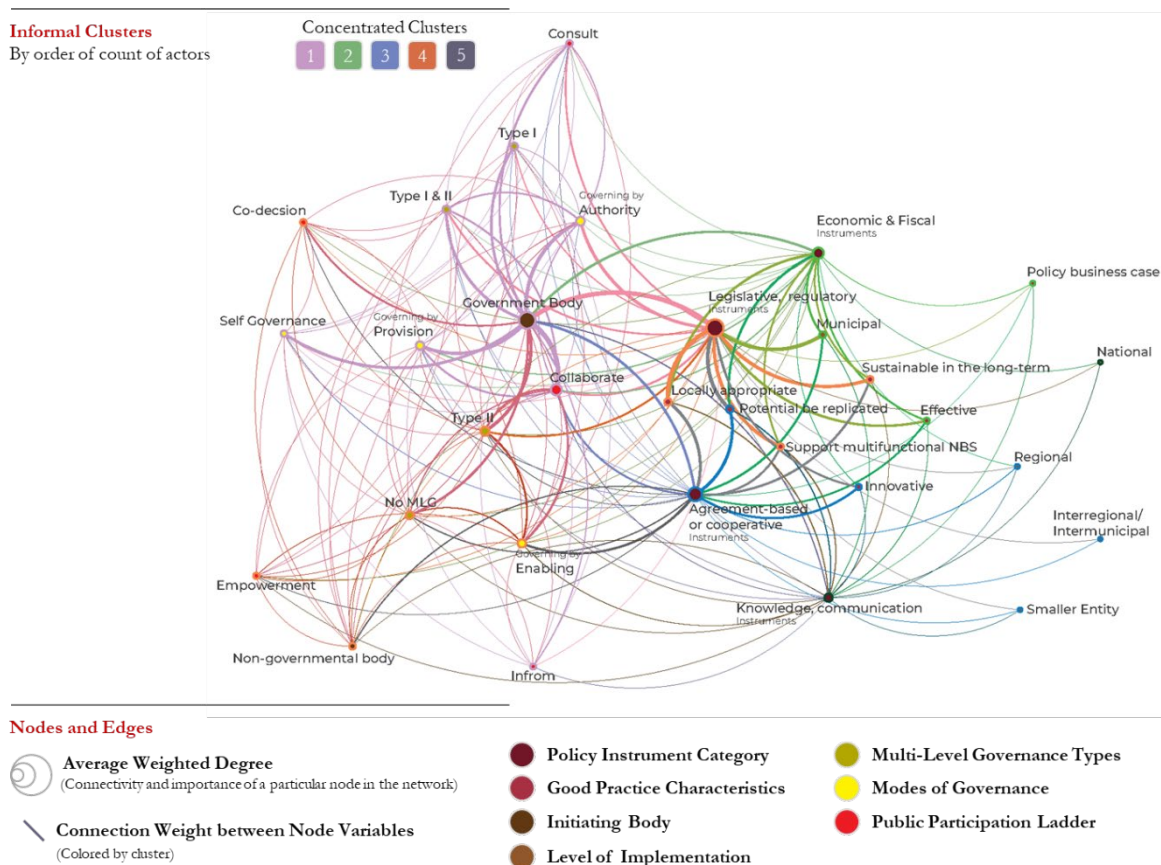 Informal Clusters
By order of count of actors
Concentrated Clusters
1 2 3 4 5
Consult
Type I
Type I & II
Governing by
Authority
Co-decsion
Economic & Fiscal
Instruments
Policy business case
Government Body
Legislative, regulatory
Instruments
Self Governance
Governing by
Provision
Municipal
National
Collaborate
Sustainable in the long-term
Locally appropriate
Potential be replicated
Effective
Type II
Support multifunctional NBS
Regional
Innovative
No MLG
Agreement-based
or cooperative
Instruments
Interregional/
Intermunicipal
Governing by
Enabling
Empowerment
Knowledge, communication
Instruments
Smaller Entity
Non-governmental body
Infrom
Nodes and Edges
Average Weighted Degree
(Connectivity and importance of a particular node in the network)
Connection Weight between Node Variables
(Colored by cluster)
Policy Instrument Category
Good Practice Characteristics
Initiating Body
Level of Implementation
Multi-Level Governance Types
Modes of Governance
Public Participation Ladder